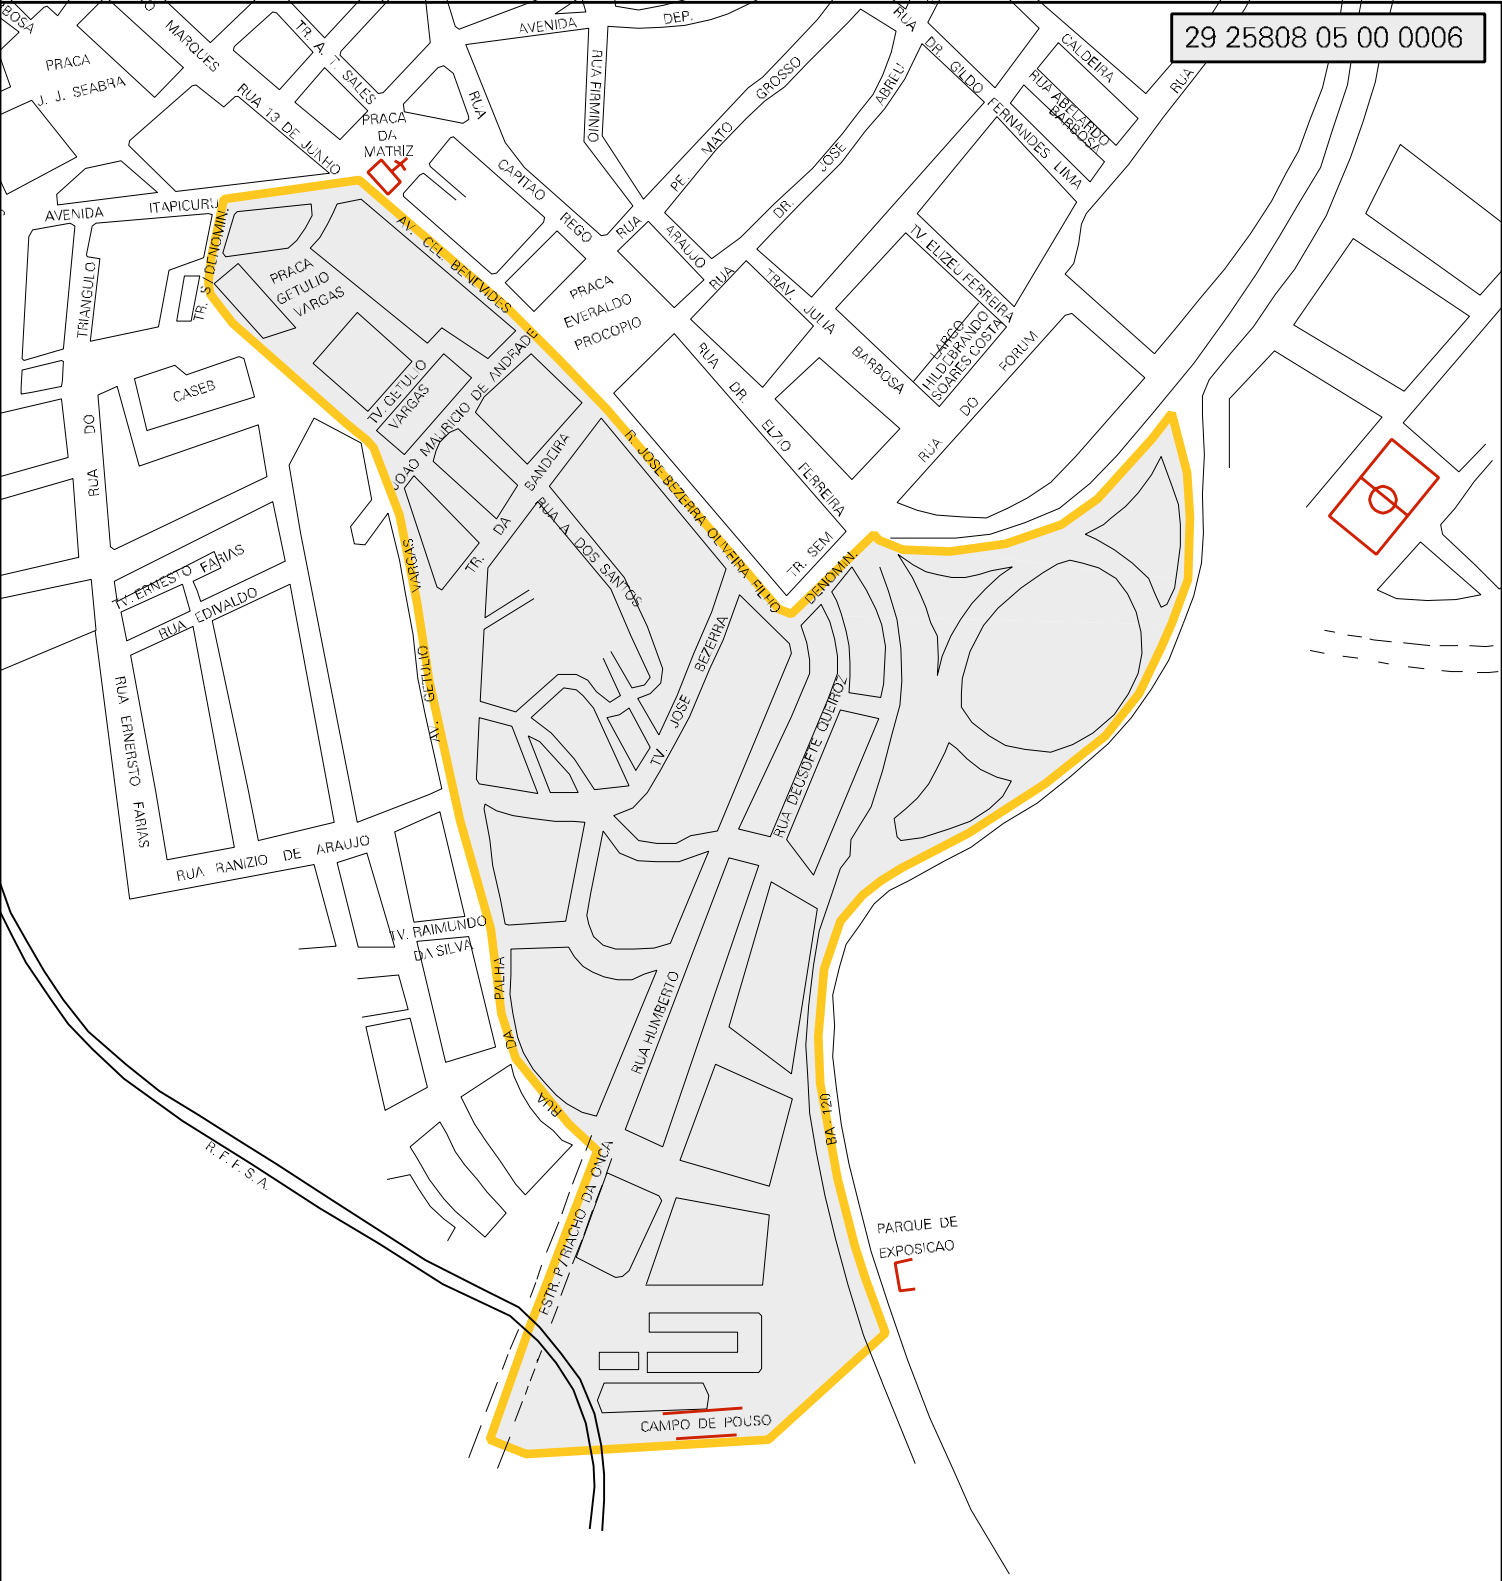 29 25808 05 00 0006
BOSA
PRACA
J. J. SEABRA
MARQUES
TR. A. T. SALES
RUA 13 DE JUNHO
PRACA
DA
MATRIZ
AVENIDA
DEP.
RUA FIRMINIO
RUA
CAPITAO
REGO
RUA
ARAUJO
RUA
PE.
MATO
GROSSO
DR.
JOSE
ABREU
RUA
DR.
GILDO
FERNANDES
LIMA
CALDEIRA
RUA ABELARDO
BARBOSA
RUA
AVENIDA
ITAPICURU
TR. S/ DENOMIN.
AV. CEL. BENEVIDES
PRACA
GETULIO
VARGAS
PRACA
EVERALDO
PROCOPIO
TRAV. JULIA
BARBOSA
TV. ELIZEU FERREIRA
LARGO
HILDEBRANDO
SOARES COSTA
RUA
DO
FORUM
RUA
DR.
ELZIO
FERREIRA
TRIANGULO
DO
RUA
CASEB
TV. GETULIO
VARGAS
JOAO MAURICIO DE ANDRADE
TR.
DA
BANDEIRA
RUA A. DOS SANTOS
R. JOSE BEZERRA OLIVEIRA FILHO
TR. SEM
DENOMIN.
TV. ERNESTO FARIAS
RUA EDIVALDO
RUA ERNERSTO FARIAS
AV. GETULIO VARGAS
TV. JOSE BEZERRA
RUA DEUSDETE QUEIROZ
RUA RANIZIO DE ARAUJO
TV. RAIMUNDO
DA SILVA
RUA DA PALHA
RUA HUMBERTO
BA. 120
R. F. F. S. A.
ESTR. P/ RIACHO DA ONCA
PARQUE DE
EXPOSICAO
CAMPO DE POUSO